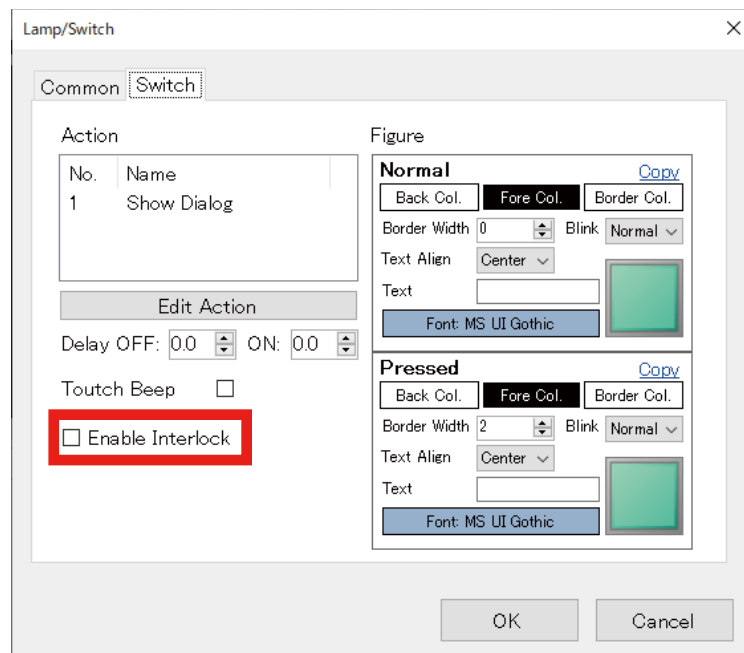 Lamp/Switch
Common Switch
Action
No. Name
1 Show Dialog
Edit Action
Delay OFF: 0.0 ON: 0.0
Toutch Beep
Enable Interlock
Figure
Normal Copy
Back Col. Fore Col. Border Col.
Border Width 0 Blink Normal
Text Align Center
Text
Font: MS UI Gothic
Pressed Copy
Back Col. Fore Col. Border Col.
Border Width 2 Blink Normal
Text Align Center
Text
Font: MS UI Gothic
OK Cancel